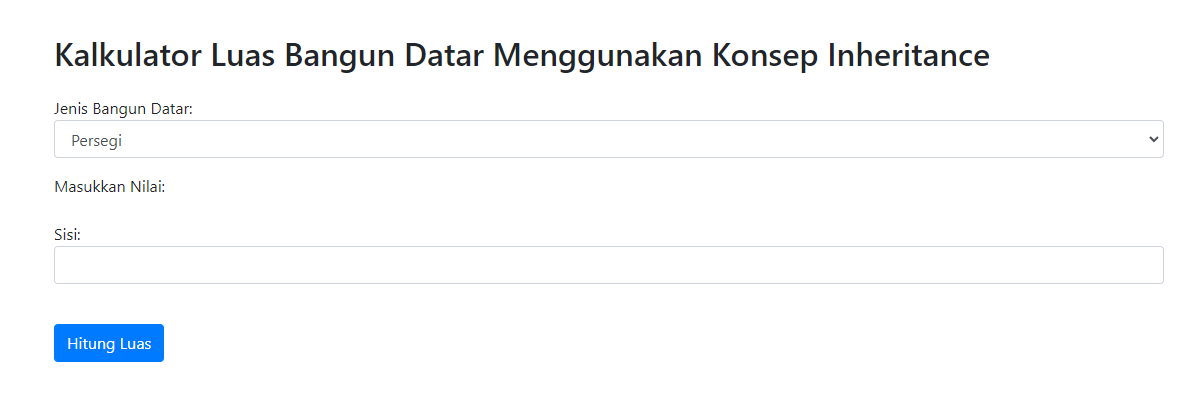 Kalkulator Luas Bangun Datar Menggunakan Konsep Inheritance
Jenis Bangun Datar:
Persegi
Masukkan Nilai:
Sisi:
Hitung Luas